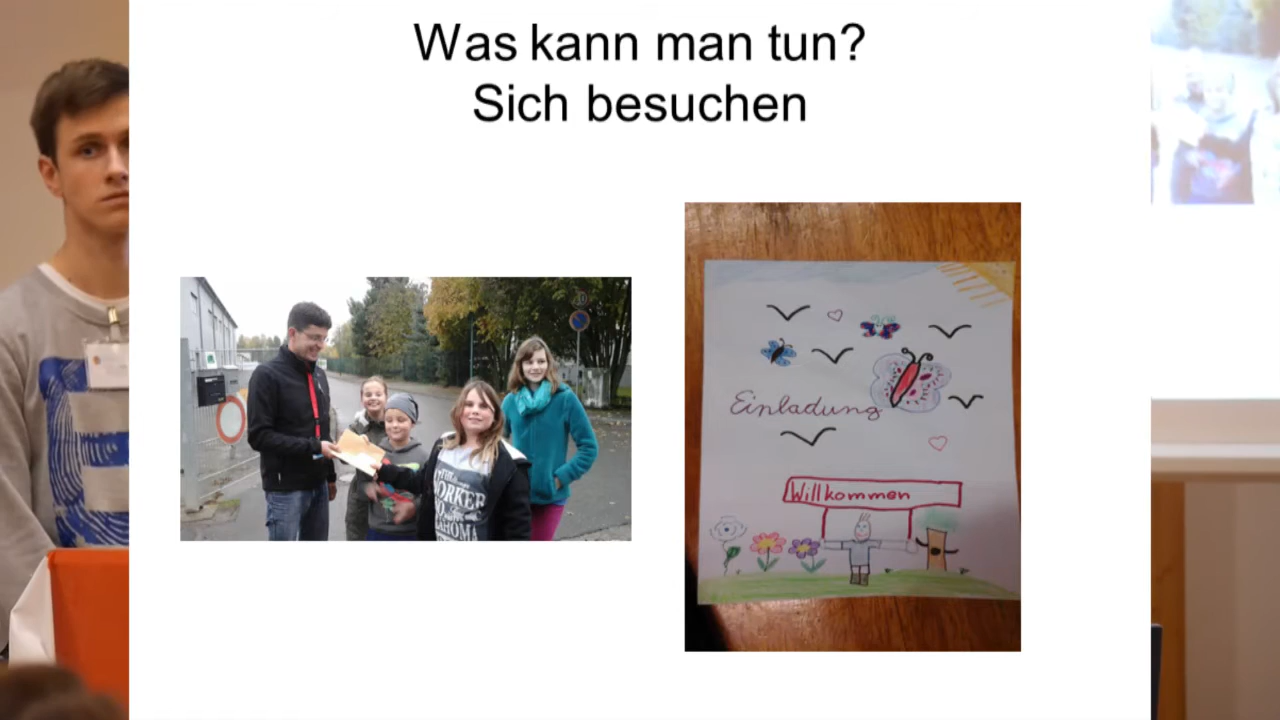 Was kann man tun?
Sich besuchen
Einladung
Willkommen